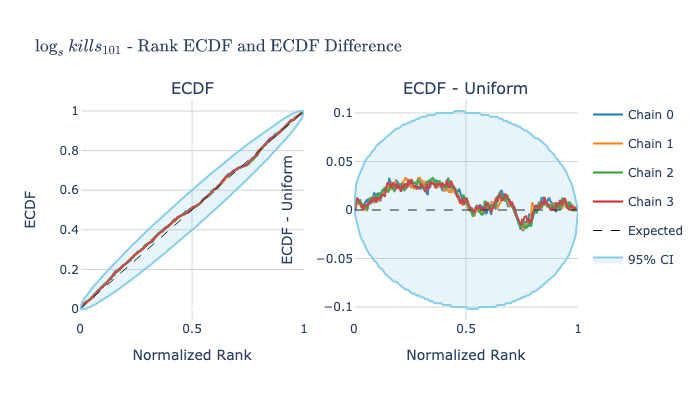 logₛ kills₁₀₁ - Rank ECDF and ECDF Difference
ECDF
ECDF
1
0.8
0.6
0.4
0.2
0
0
0.5
1
Normalized Rank
ECDF - Uniform
ECDF - Uniform
0.1
0.05
0
−0.05
−0.1
0
0.5
1
Normalized Rank
Chain 0
Chain 1
Chain 2
Chain 3
Expected
95% CI